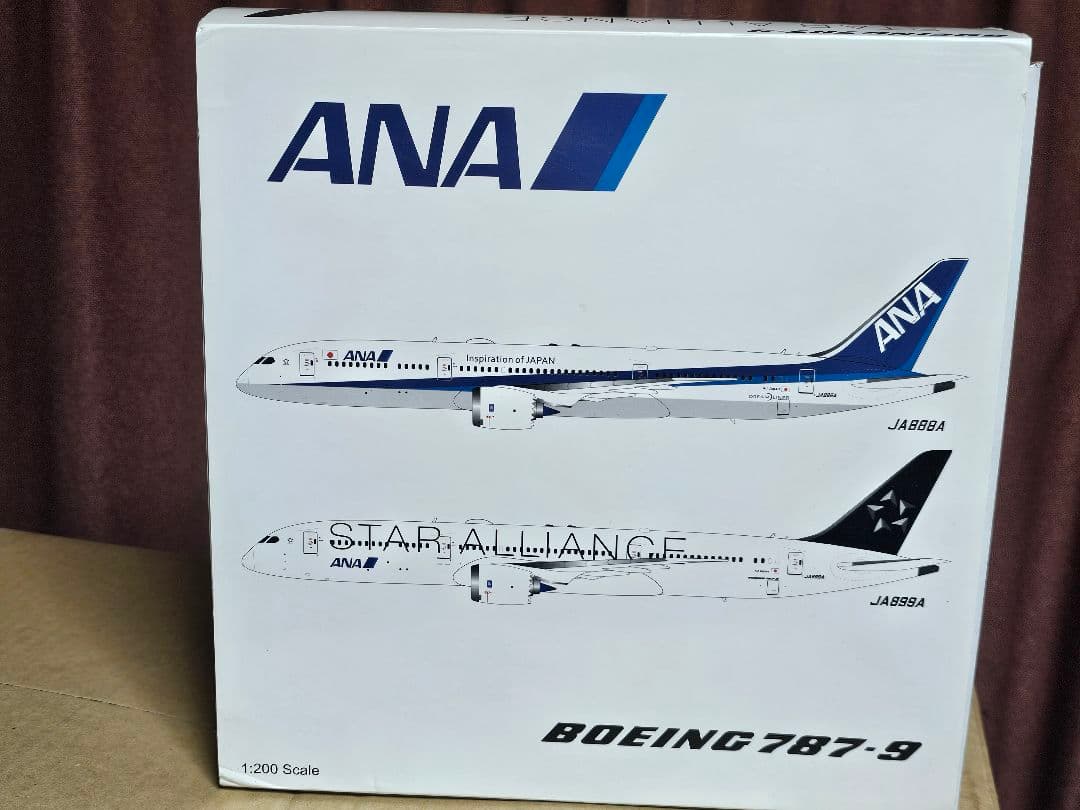 ANA
ANA
ANA
Inspiration of JAPAN
JA888A
STAR ALLIANCE
ANA
JA899A
BOEING 787-9
1:200 Scale